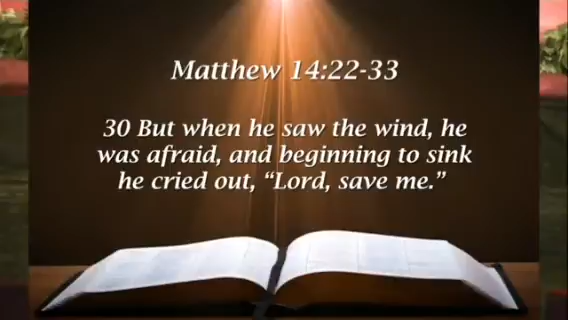 Matthew 14:22-33
30 But when he saw the wind, he
was afraid, and beginning to sink
he cried out, “Lord, save me.”